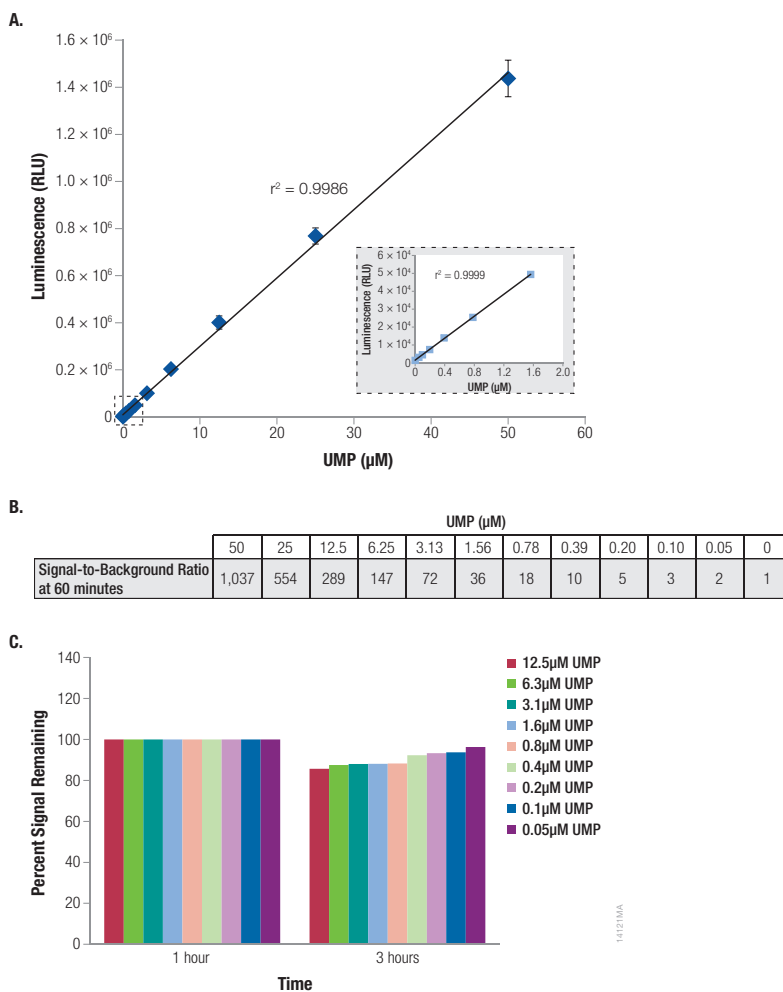 A.
1.6 × 10⁶
1.4 × 10⁶
1.2 × 10⁶
1.0 × 10⁶
0.8 × 10⁶
0.6 × 10⁶
0.4 × 10⁶
0.2 × 10⁶
0
Luminescence (RLU)
r² = 0.9986
0 10 20 30 40 50 60
UMP (µM)
6 × 10⁴
5 × 10⁴
4 × 10⁴
3 × 10⁴
2 × 10⁴
1 × 10⁴
0
Luminescence (RLU)
r² = 0.9999
0 0.4 0.8 1.2 1.6 2.0
UMP (µM)
B.
UMP (µM)
50 25 12.5 6.25 3.13 1.56 0.78 0.39 0.20 0.10 0.05 0
Signal-to-Background Ratio
at 60 minutes
1,037 554 289 147 72 36 18 10 5 3 2 1
C.
140
120
100
80
60
40
20
0
Percent Signal Remaining
1 hour 3 hours
Time
12.5µM UMP
6.3µM UMP
3.1µM UMP
1.6µM UMP
0.8µM UMP
0.4µM UMP
0.2µM UMP
0.1µM UMP
0.05µM UMP
14121MA